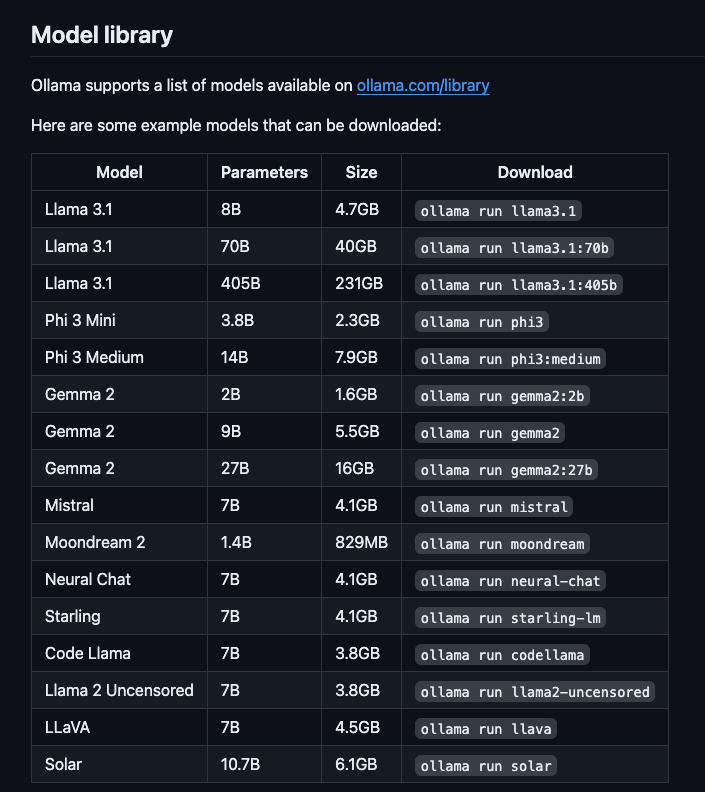 Model library
Ollama supports a list of models available on ollama.com/library
Here are some example models that can be downloaded:
Model Parameters Size Download
Llama 3.1 8B 4.7GB ollama run llama3.1
Llama 3.1 70B 40GB ollama run llama3.1:70b
Llama 3.1 405B 231GB ollama run llama3.1:405b
Phi 3 Mini 3.8B 2.3GB ollama run phi3
Phi 3 Medium 14B 7.9GB ollama run phi3:medium
Gemma 2 2B 1.6GB ollama run gemma2:2b
Gemma 2 9B 5.5GB ollama run gemma2
Gemma 2 27B 16GB ollama run gemma2:27b
Mistral 7B 4.1GB ollama run mistral
Moondream 2 1.4B 829MB ollama run moondream
Neural Chat 7B 4.1GB ollama run neural-chat
Starling 7B 4.1GB ollama run starling-lm
Code Llama 7B 3.8GB ollama run codellama
Llama 2 Uncensored 7B 3.8GB ollama run llama2-uncensored
LLaVA 7B 4.5GB ollama run llava
Solar 10.7B 6.1GB ollama run solar